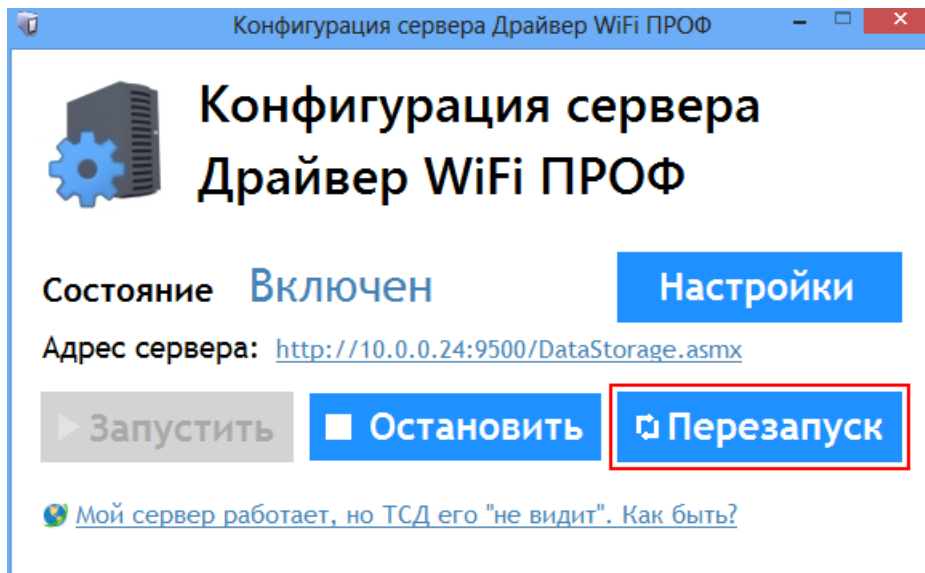 Конфигурация сервера Драйвер WiFi ПРОФ
Конфигурация сервера
Драйвер WiFi ПРОФ
Состояние Включен Настройки
Адрес сервера: http://10.0.0.24:9500/DataStorage.asmx
Запустить Остановить Перезапуск
Мой сервер работает, но ТСД его "не видит". Как быть?